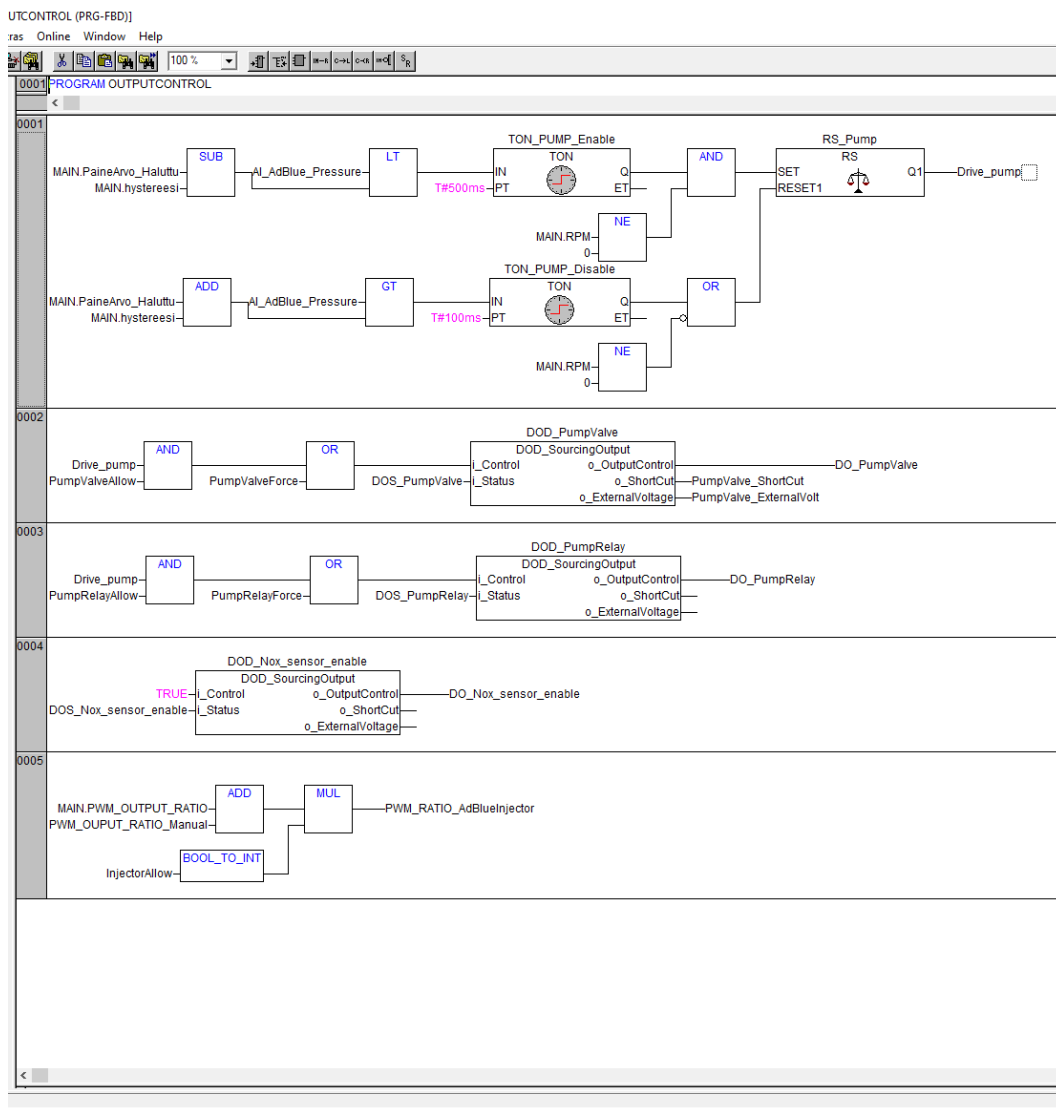 UTCONTROL (PRG-FBD)]
ras Online Window Help
100 %
0001 PROGRAM OUTPUTCONTROL
0001
TON_PUMP_Enable RS_Pump
SUB LT TON AND RS
MAIN.PaineArvo_Haluttu AI_AdBlue_Pressure IN Q SET Q1 Drive_pump
MAIN.hystereesi T#500ms PT ET RESET1
NE
MAIN.RPM
0
TON_PUMP_Disable
ADD GT TON OR
MAIN.PaineArvo_Haluttu AI_AdBlue_Pressure IN Q
MAIN.hystereesi T#100ms PT ET
NE
MAIN.RPM
0
0002
DOD_PumpValve
AND OR DOD_SourcingOutput
Drive_pump i_Control o_OutputControl DO_PumpValve
PumpValveAllow PumpValveForce DOS_PumpValve i_Status o_ShortCut PumpValve_ShortCut
o_ExternalVoltage PumpValve_ExternalVolt
0003
DOD_PumpRelay
AND OR DOD_SourcingOutput
Drive_pump i_Control o_OutputControl DO_PumpRelay
PumpRelayAllow PumpRelayForce DOS_PumpRelay i_Status o_ShortCut
o_ExternalVoltage
0004
DOD_Nox_sensor_enable
DOD_SourcingOutput
TRUE i_Control o_OutputControl DO_Nox_sensor_enable
DOS_Nox_sensor_enable i_Status o_ShortCut
o_ExternalVoltage
0005
ADD MUL
MAIN.PWM_OUTPUT_RATIO PWM_RATIO_AdBlueInjector
PWM_OUPUT_RATIO_Manual
BOOL_TO_INT
InjectorAllow